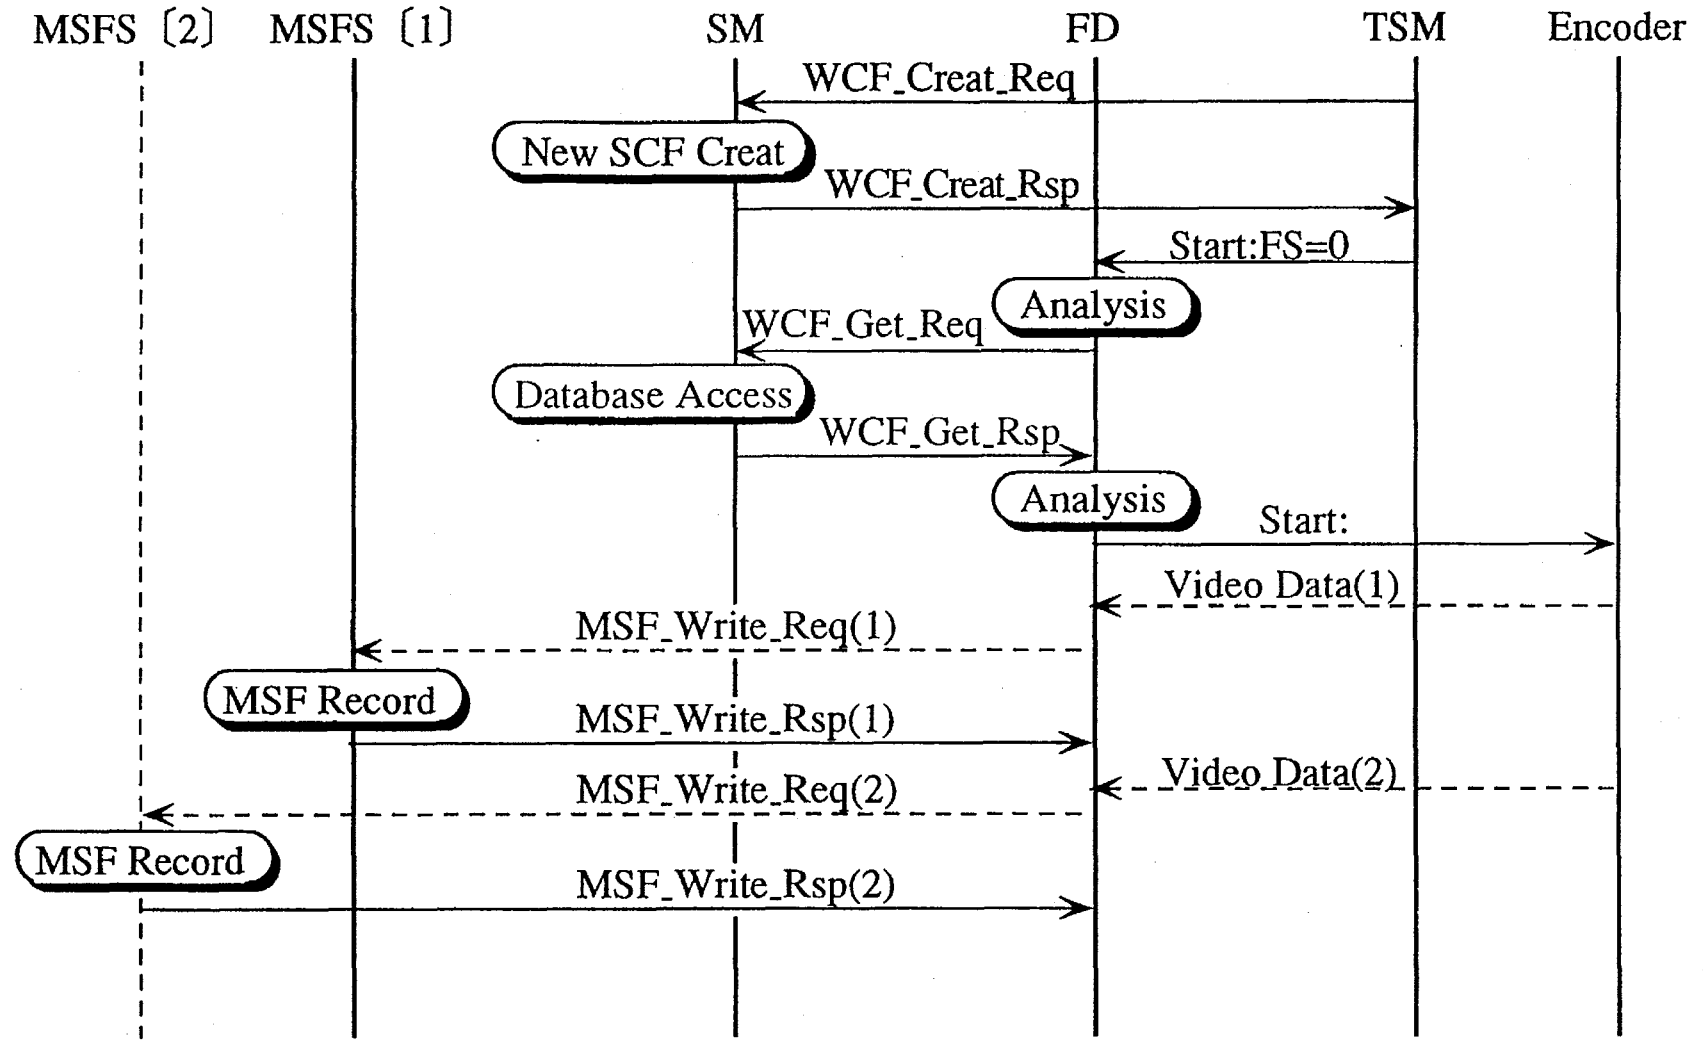 MSFS〔2〕 MSFS〔1〕 SM FD TSM Encoder
WCF_Creat_Req
New SCF Creat
WCF_Creat_Rsp
Start:FS=0
Analysis
WCF_Get_Req
Database Access
WCF_Get_Rsp
Analysis
Start:
Video Data(1)
MSF_Write_Req(1)
MSF Record
MSF_Write_Rsp(1)
Video Data(2)
MSF_Write_Req(2)
MSF Record
MSF_Write_Rsp(2)